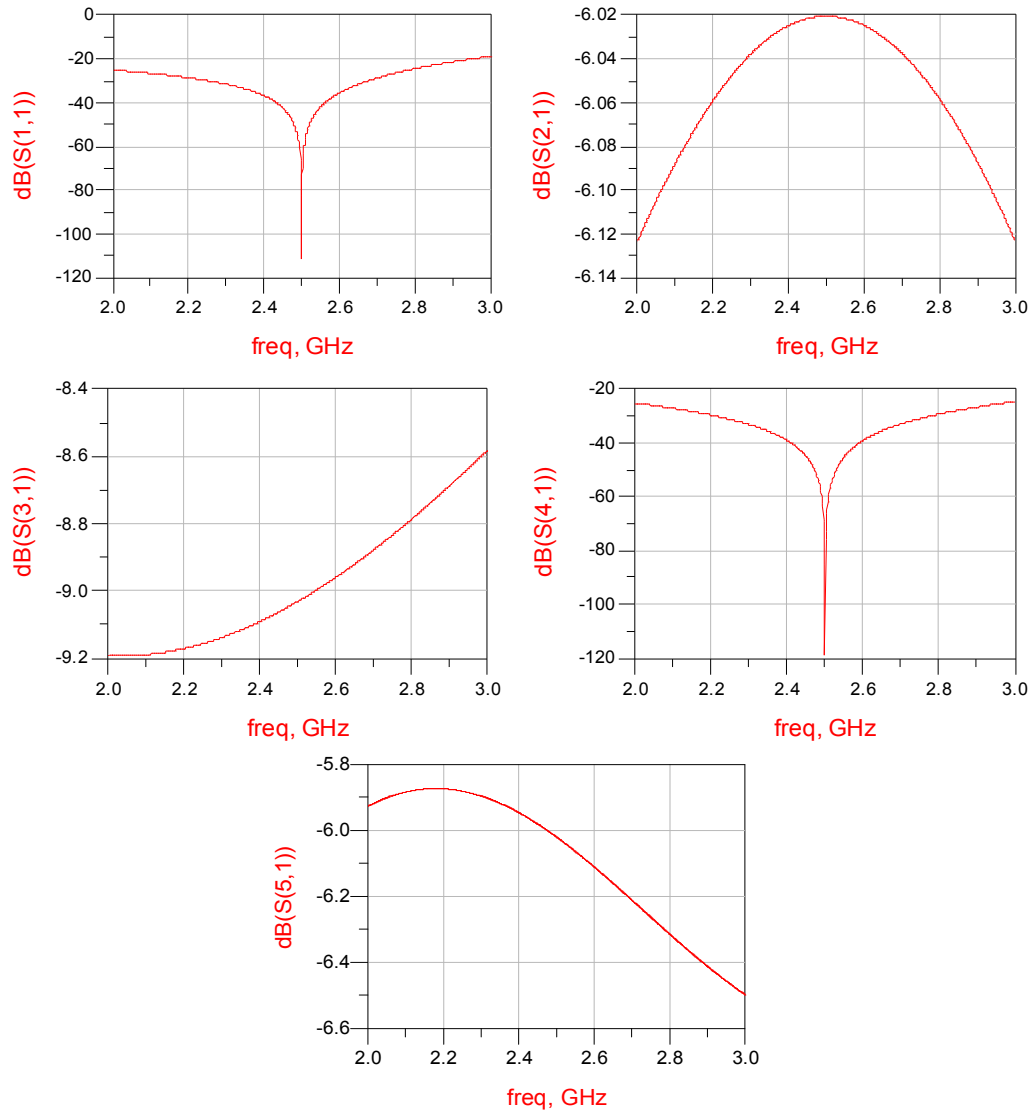 dB(S(1,1))
0
-20
-40
-60
-80
-100
-120
2.0 2.2 2.4 2.6 2.8 3.0
freq, GHz
dB(S(2,1))
-6.02
-6.04
-6.06
-6.08
-6.10
-6.12
-6.14
2.0 2.2 2.4 2.6 2.8 3.0
freq, GHz
dB(S(3,1))
-8.4
-8.6
-8.8
-9.0
-9.2
2.0 2.2 2.4 2.6 2.8 3.0
freq, GHz
dB(S(4,1))
-20
-40
-60
-80
-100
-120
2.0 2.2 2.4 2.6 2.8 3.0
freq, GHz
dB(S(5,1))
-5.8
-6.0
-6.2
-6.4
-6.6
2.0 2.2 2.4 2.6 2.8 3.0
freq, GHz